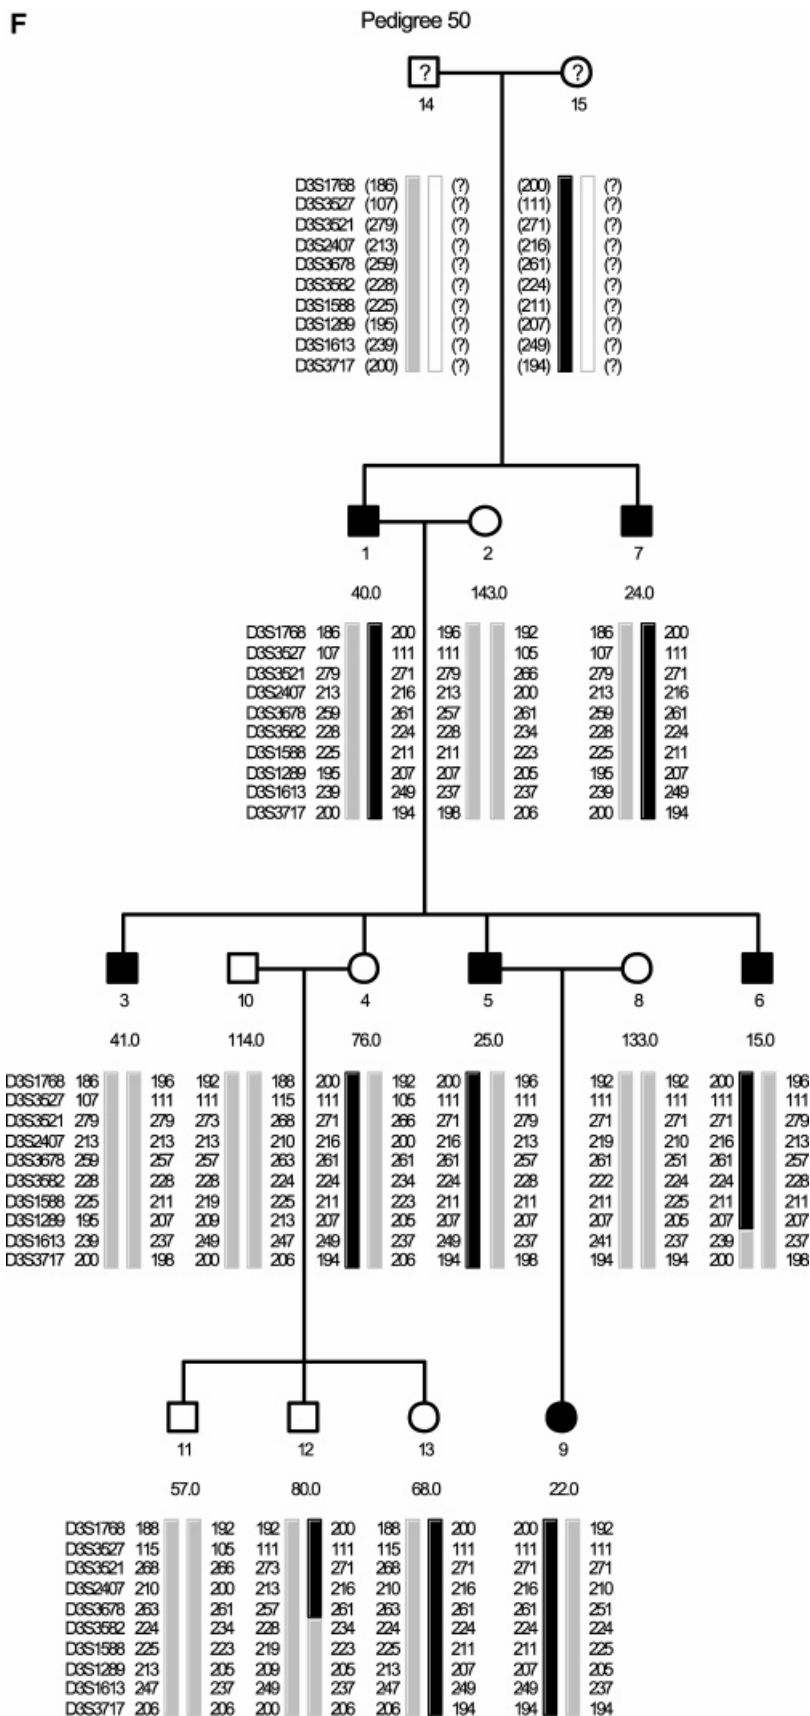 F
Pedigree 50
? ?
14 15
D3S1768 (186) (?) (200) (?)
D3S3527 (107) (?) (111) (?)
D3S3521 (279) (?) (271) (?)
D3S2407 (213) (?) (216) (?)
D3S3678 (259) (?) (261) (?)
D3S3582 (228) (?) (224) (?)
D3S1588 (225) (?) (211) (?)
D3S1289 (195) (?) (207) (?)
D3S1613 (239) (?) (249) (?)
D3S3717 (200) (?) (194) (?)
1 2 7
40.0 143.0 24.0
D3S1768 186 200 196 192 186 200
D3S3527 107 111 111 105 107 111
D3S3521 279 271 279 266 279 271
D3S2407 213 216 213 200 213 216
D3S3678 259 261 257 261 259 261
D3S3582 228 224 228 234 228 224
D3S1588 225 211 211 223 225 211
D3S1289 195 207 207 205 195 207
D3S1613 239 249 237 237 239 249
D3S3717 200 194 198 206 200 194
3 10 4 5 8 6
41.0 114.0 76.0 25.0 133.0 15.0
D3S1768 186 196 192 188 200 192 200 196 192 192 200 196
D3S3527 107 111 111 115 111 105 111 111 111 111 111 111
D3S3521 279 279 273 268 271 266 271 279 271 271 271 279
D3S2407 213 213 213 210 216 200 216 213 219 210 216 213
D3S3678 259 257 257 263 261 261 261 257 261 251 261 257
D3S3582 228 228 228 224 224 234 224 228 222 224 224 228
D3S1588 225 211 219 225 211 223 211 211 211 225 211 211
D3S1289 195 207 209 213 207 205 207 207 207 205 207 207
D3S1613 239 237 249 247 249 237 249 237 241 237 239 237
D3S3717 200 198 200 206 194 206 194 198 194 194 200 198
11 12 13 9
57.0 80.0 68.0 22.0
D3S1768 188 192 192 200 188 200 200 192
D3S3527 115 105 111 111 115 111 111 111
D3S3521 268 266 273 271 268 271 271 271
D3S2407 210 200 213 216 210 216 216 210
D3S3678 263 261 257 261 263 261 261 251
D3S3582 224 234 228 234 224 224 224 224
D3S1588 225 223 219 223 225 211 211 225
D3S1289 213 205 209 205 213 207 207 205
D3S1613 247 237 249 237 247 249 249 237
D3S3717 206 206 200 206 206 194 194 194